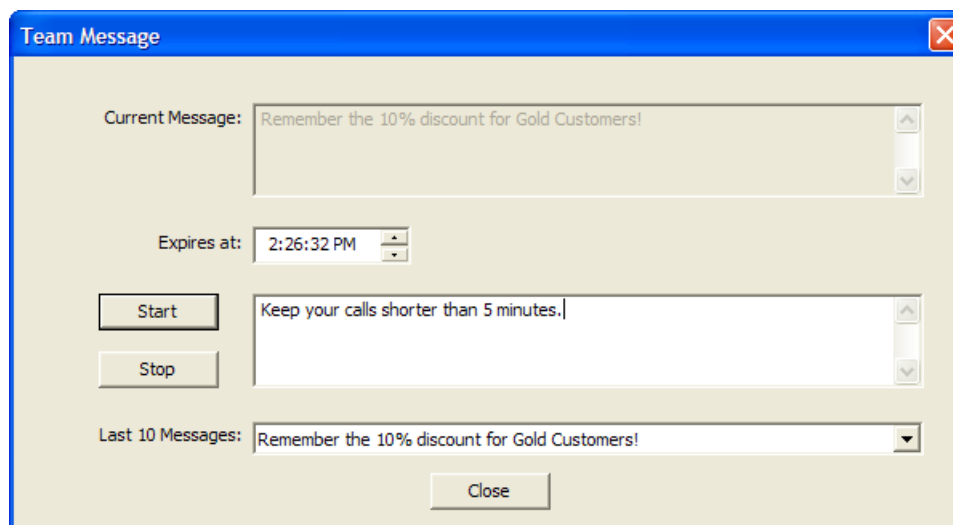 Team Message
Current Message: Remember the 10% discount for Gold Customers!
Expires at: 2:26:32 PM
Start Keep your calls shorter than 5 minutes.
Stop
Last 10 Messages: Remember the 10% discount for Gold Customers!
Close